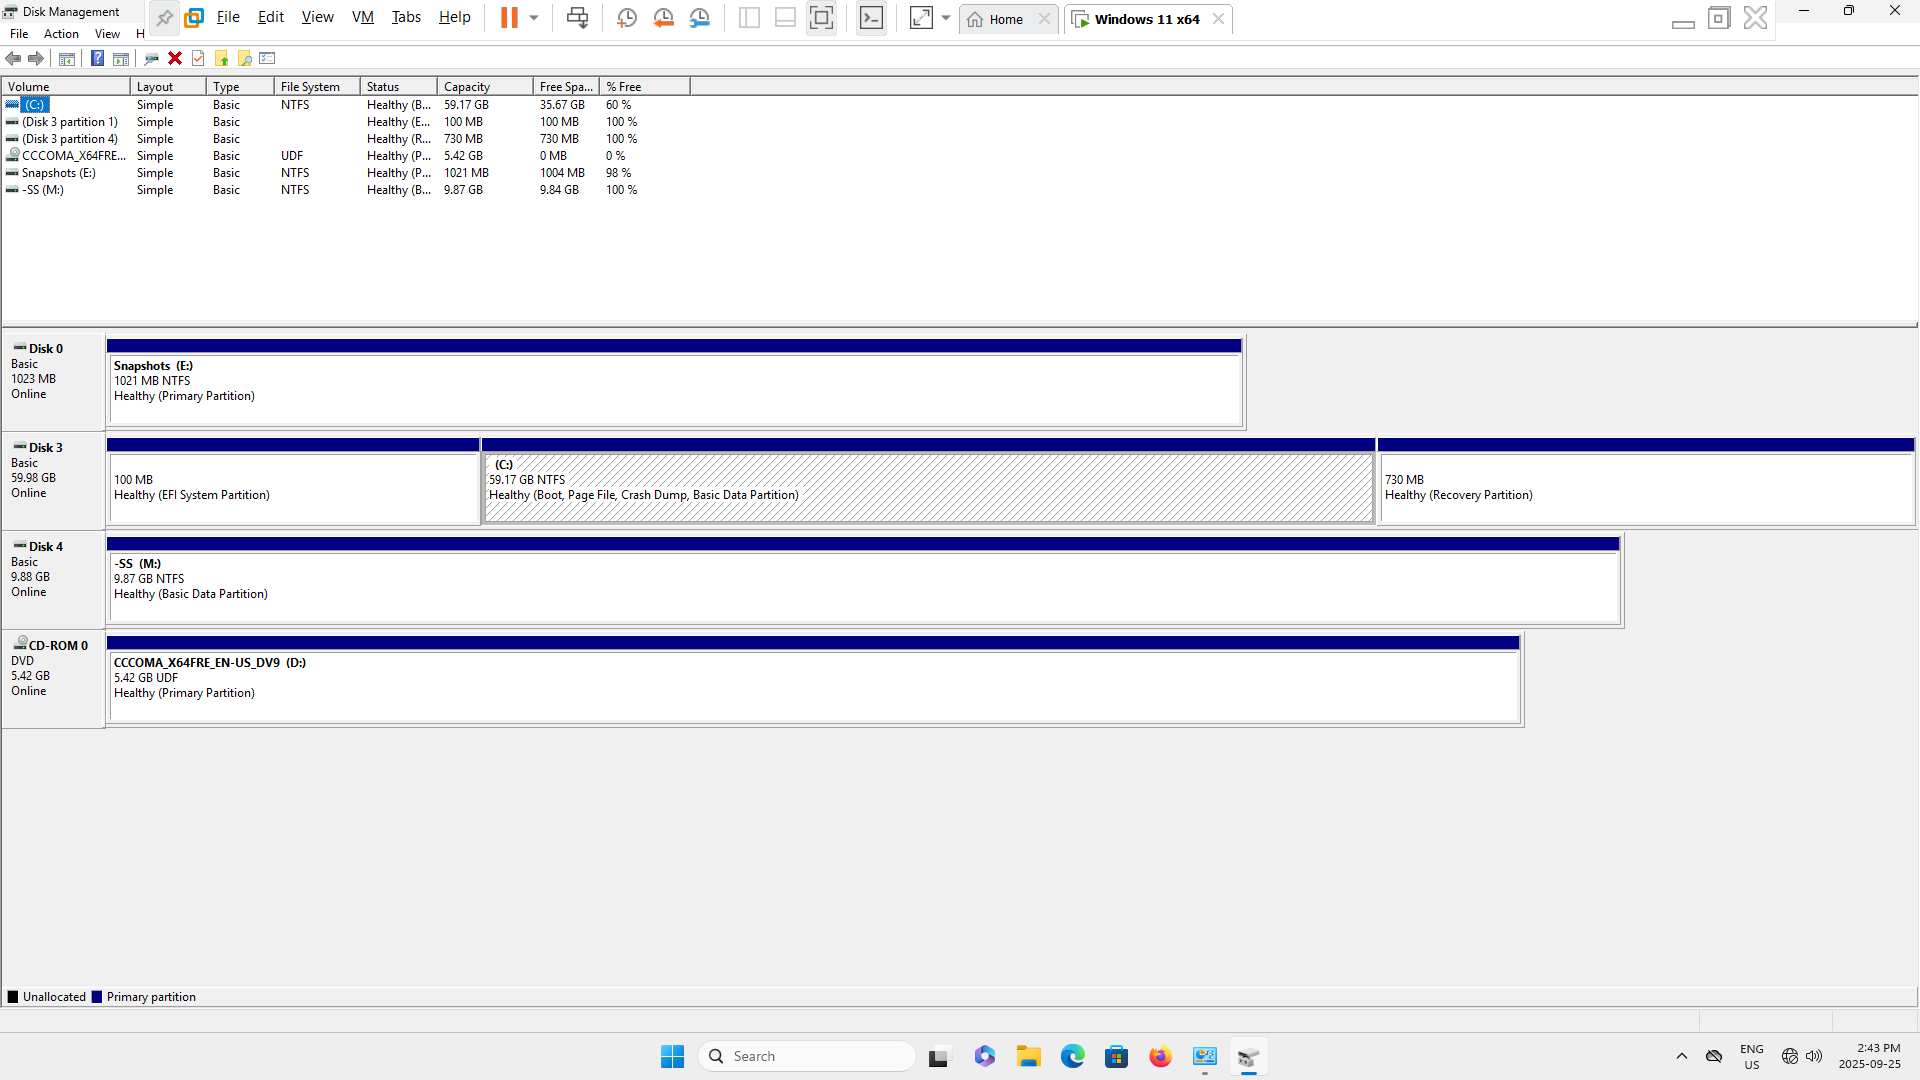 Disk Management
File Edit View VM Tabs Help
Home
Windows 11 x64
File Action View H
Volume Layout Type File System Status Capacity Free Spa... % Free
(C:) Simple Basic NTFS Healthy (B... 59.17 GB 35.67 GB 60 %
(Disk 3 partition 1) Simple Basic Healthy (E... 100 MB 100 MB 100 %
(Disk 3 partition 4) Simple Basic Healthy (R... 730 MB 730 MB 100 %
CCCOMA_X64FRE... Simple Basic UDF Healthy (P... 5.42 GB 0 MB 0 %
Snapshots (E:) Simple Basic NTFS Healthy (P... 1021 MB 1004 MB 98 %
-SS (M:) Simple Basic NTFS Healthy (B... 9.87 GB 9.84 GB 100 %
Disk 0
Basic
1023 MB
Online
Snapshots (E:)
1021 MB NTFS
Healthy (Primary Partition)
Disk 3
Basic
59.98 GB
Online
100 MB
Healthy (EFI System Partition)
(C:)
59.17 GB NTFS
Healthy (Boot, Page File, Crash Dump, Basic Data Partition)
730 MB
Healthy (Recovery Partition)
Disk 4
Basic
9.88 GB
Online
-SS (M:)
9.87 GB NTFS
Healthy (Basic Data Partition)
CD-ROM 0
DVD
5.42 GB
Online
CCCOMA_X64FRE_EN-US_DV9 (D:)
5.42 GB UDF
Healthy (Primary Partition)
Unallocated Primary partition
Search
ENG
US
2:43 PM
2025-09-25